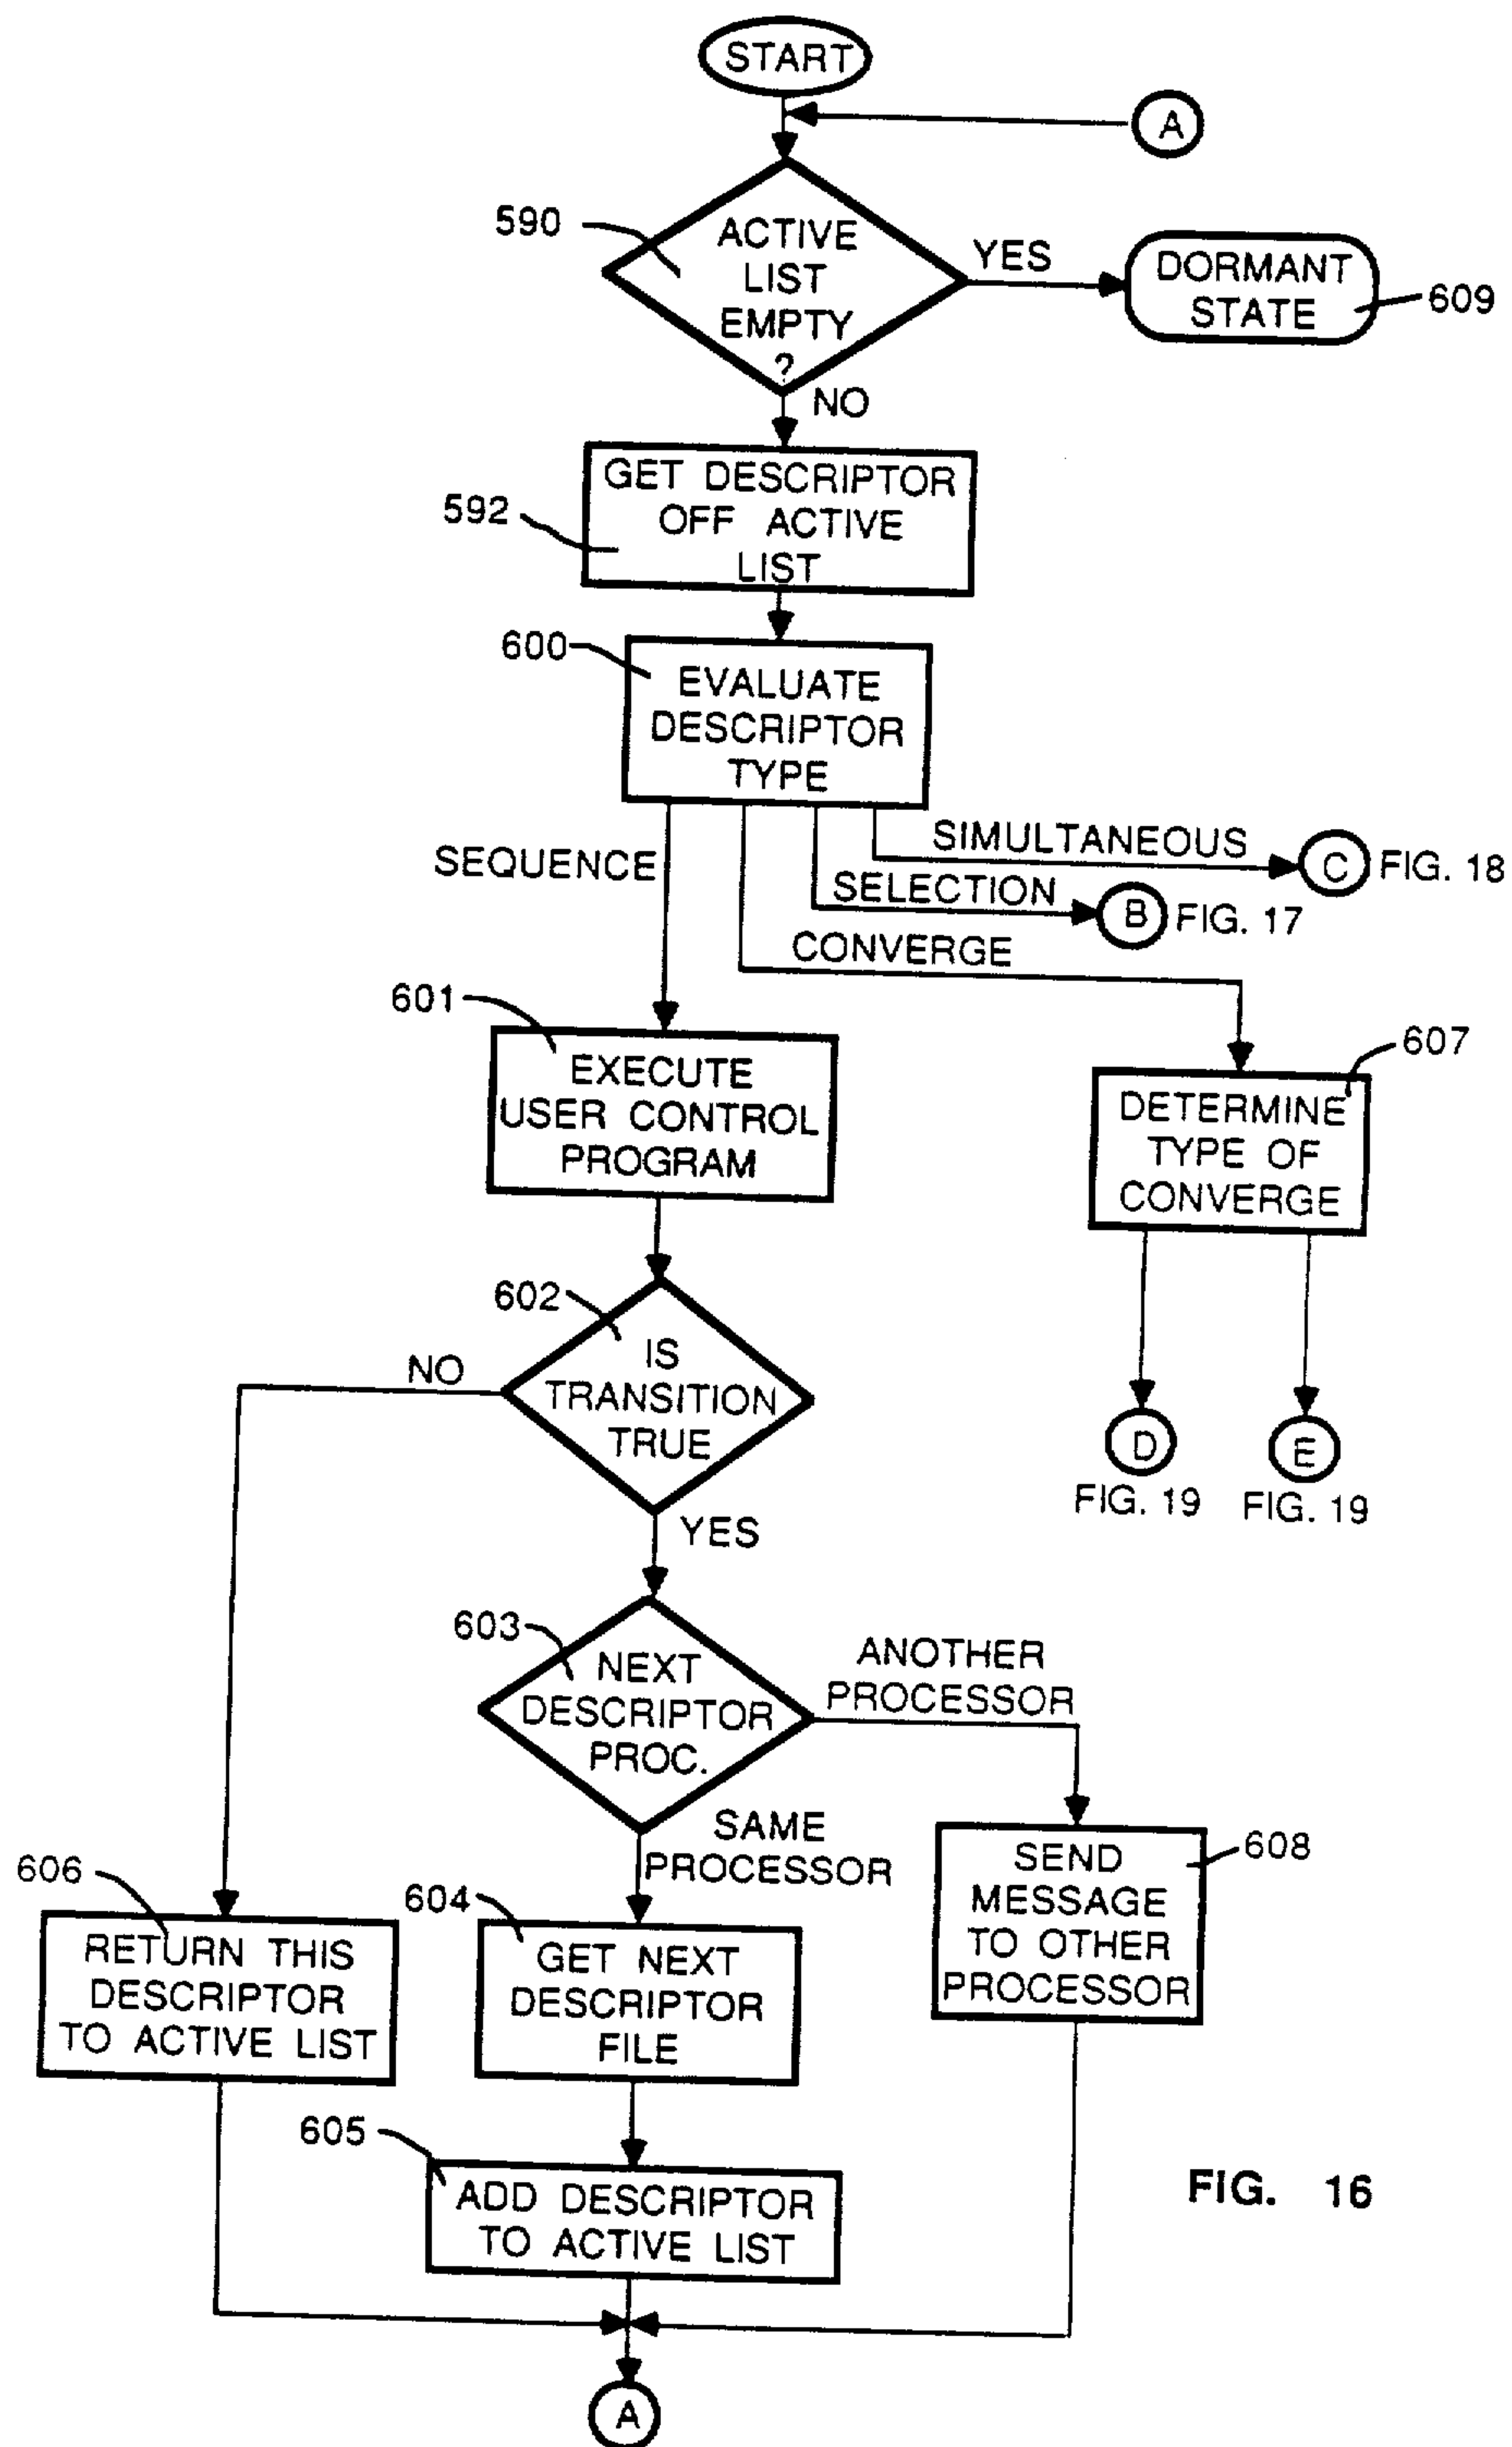 START
A
590
ACTIVE
LIST
EMPTY
?
YES
DORMANT
STATE
609
NO
592
GET DESCRIPTOR
OFF ACTIVE
LIST
600
EVALUATE
DESCRIPTOR
TYPE
SEQUENCE
SIMULTANEOUS
C
FIG. 18
SELECTION
B
FIG. 17
CONVERGE
601
EXECUTE
USER CONTROL
PROGRAM
607
DETERMINE
TYPE OF
CONVERGE
602
IS
TRANSITION
TRUE
NO
YES
D
FIG. 19
E
FIG. 19
603
NEXT
DESCRIPTOR
PROC.
ANOTHER
PROCESSOR
SAME
PROCESSOR
606
RETURN THIS
DESCRIPTOR
TO ACTIVE LIST
604
GET NEXT
DESCRIPTOR
FILE
608
SEND
MESSAGE
TO OTHER
PROCESSOR
605
ADD DESCRIPTOR
TO ACTIVE LIST
FIG. 16
A